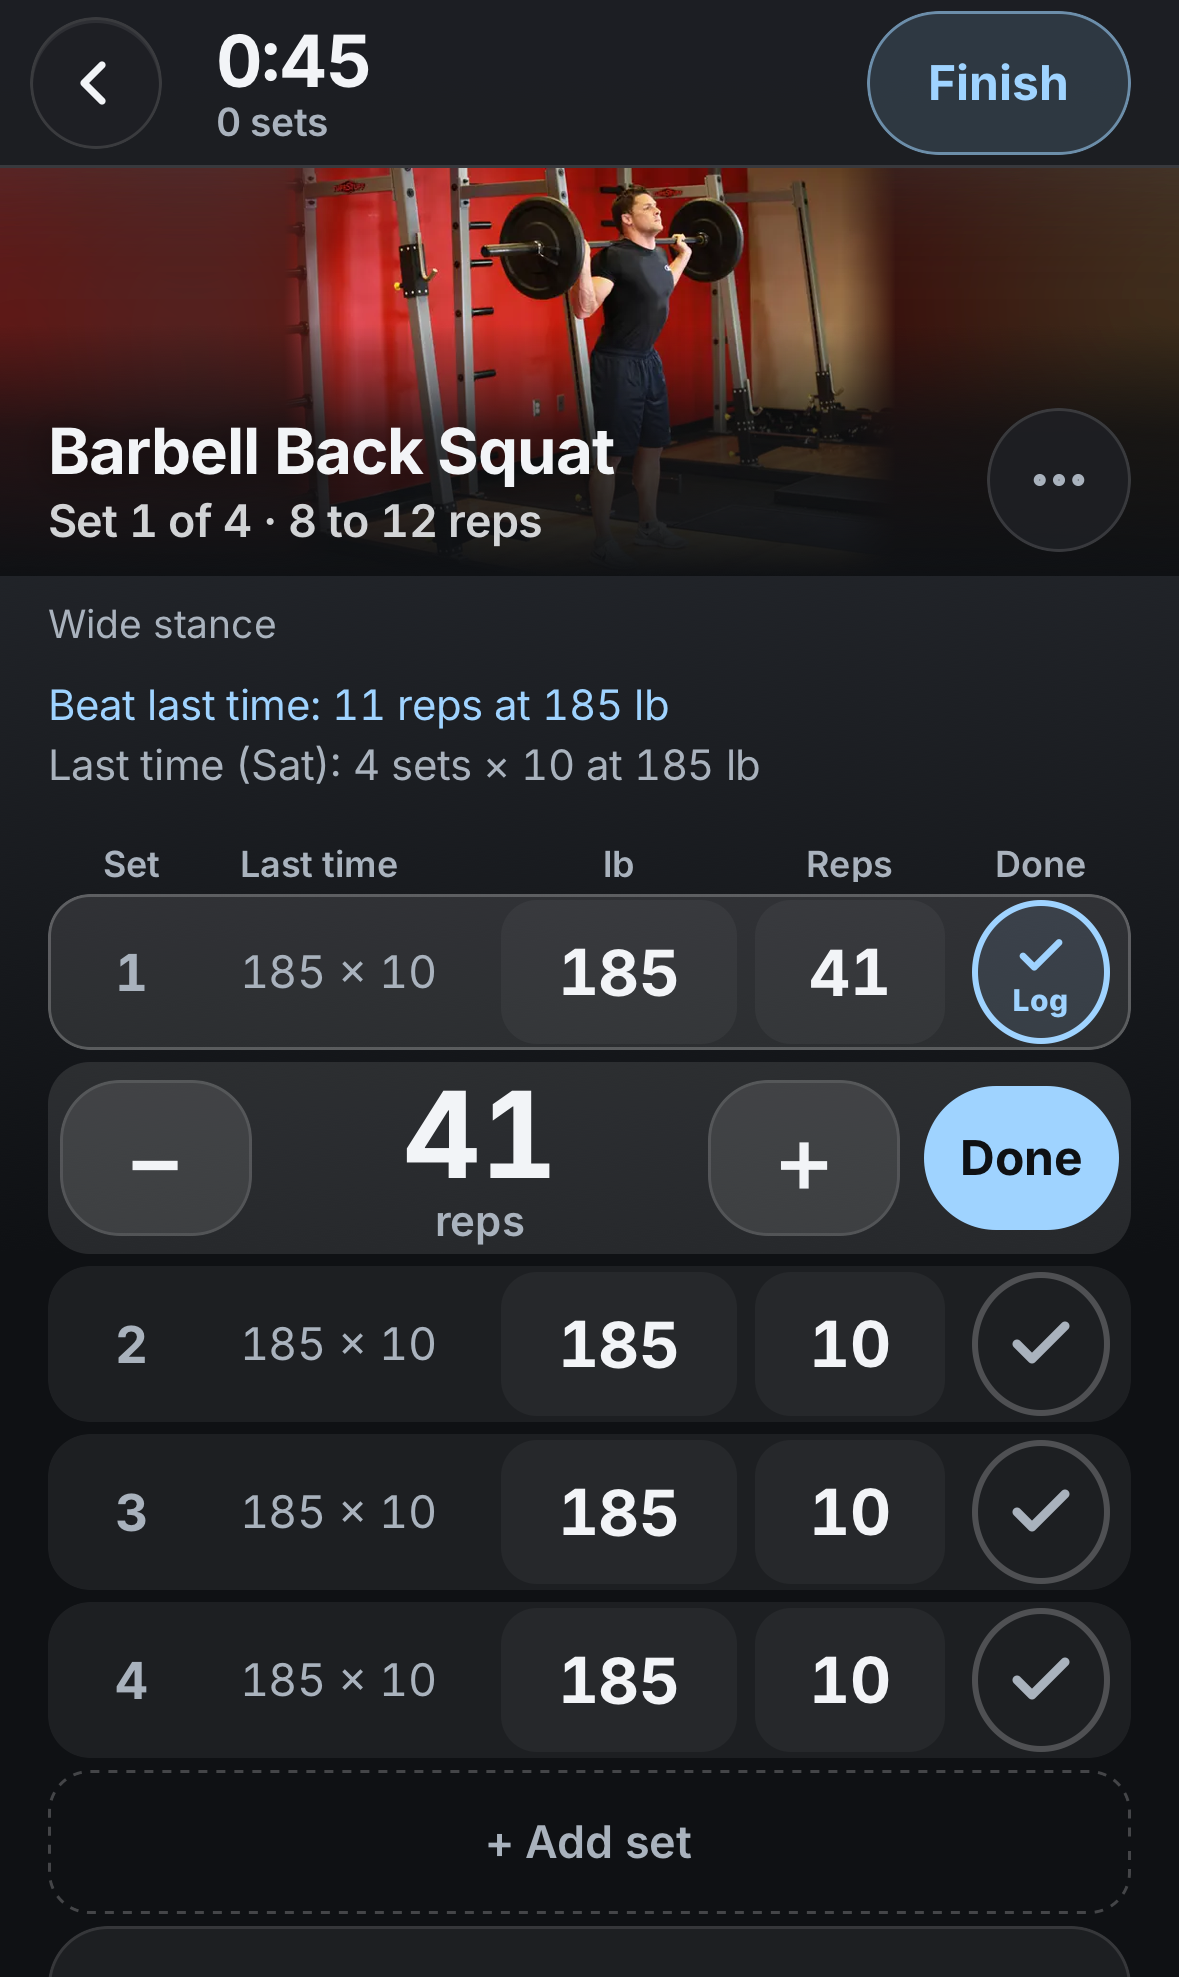 0:45
0 sets
Finish
Barbell Back Squat
Set 1 of 4 · 8 to 12 reps
Wide stance
Beat last time: 11 reps at 185 lb
Last time (Sat): 4 sets × 10 at 185 lb
Set Last time lb Reps Done
1 185 × 10 185 41 Log
− 41 + Done
reps
2 185 × 10 185 10
3 185 × 10 185 10
4 185 × 10 185 10
+ Add set